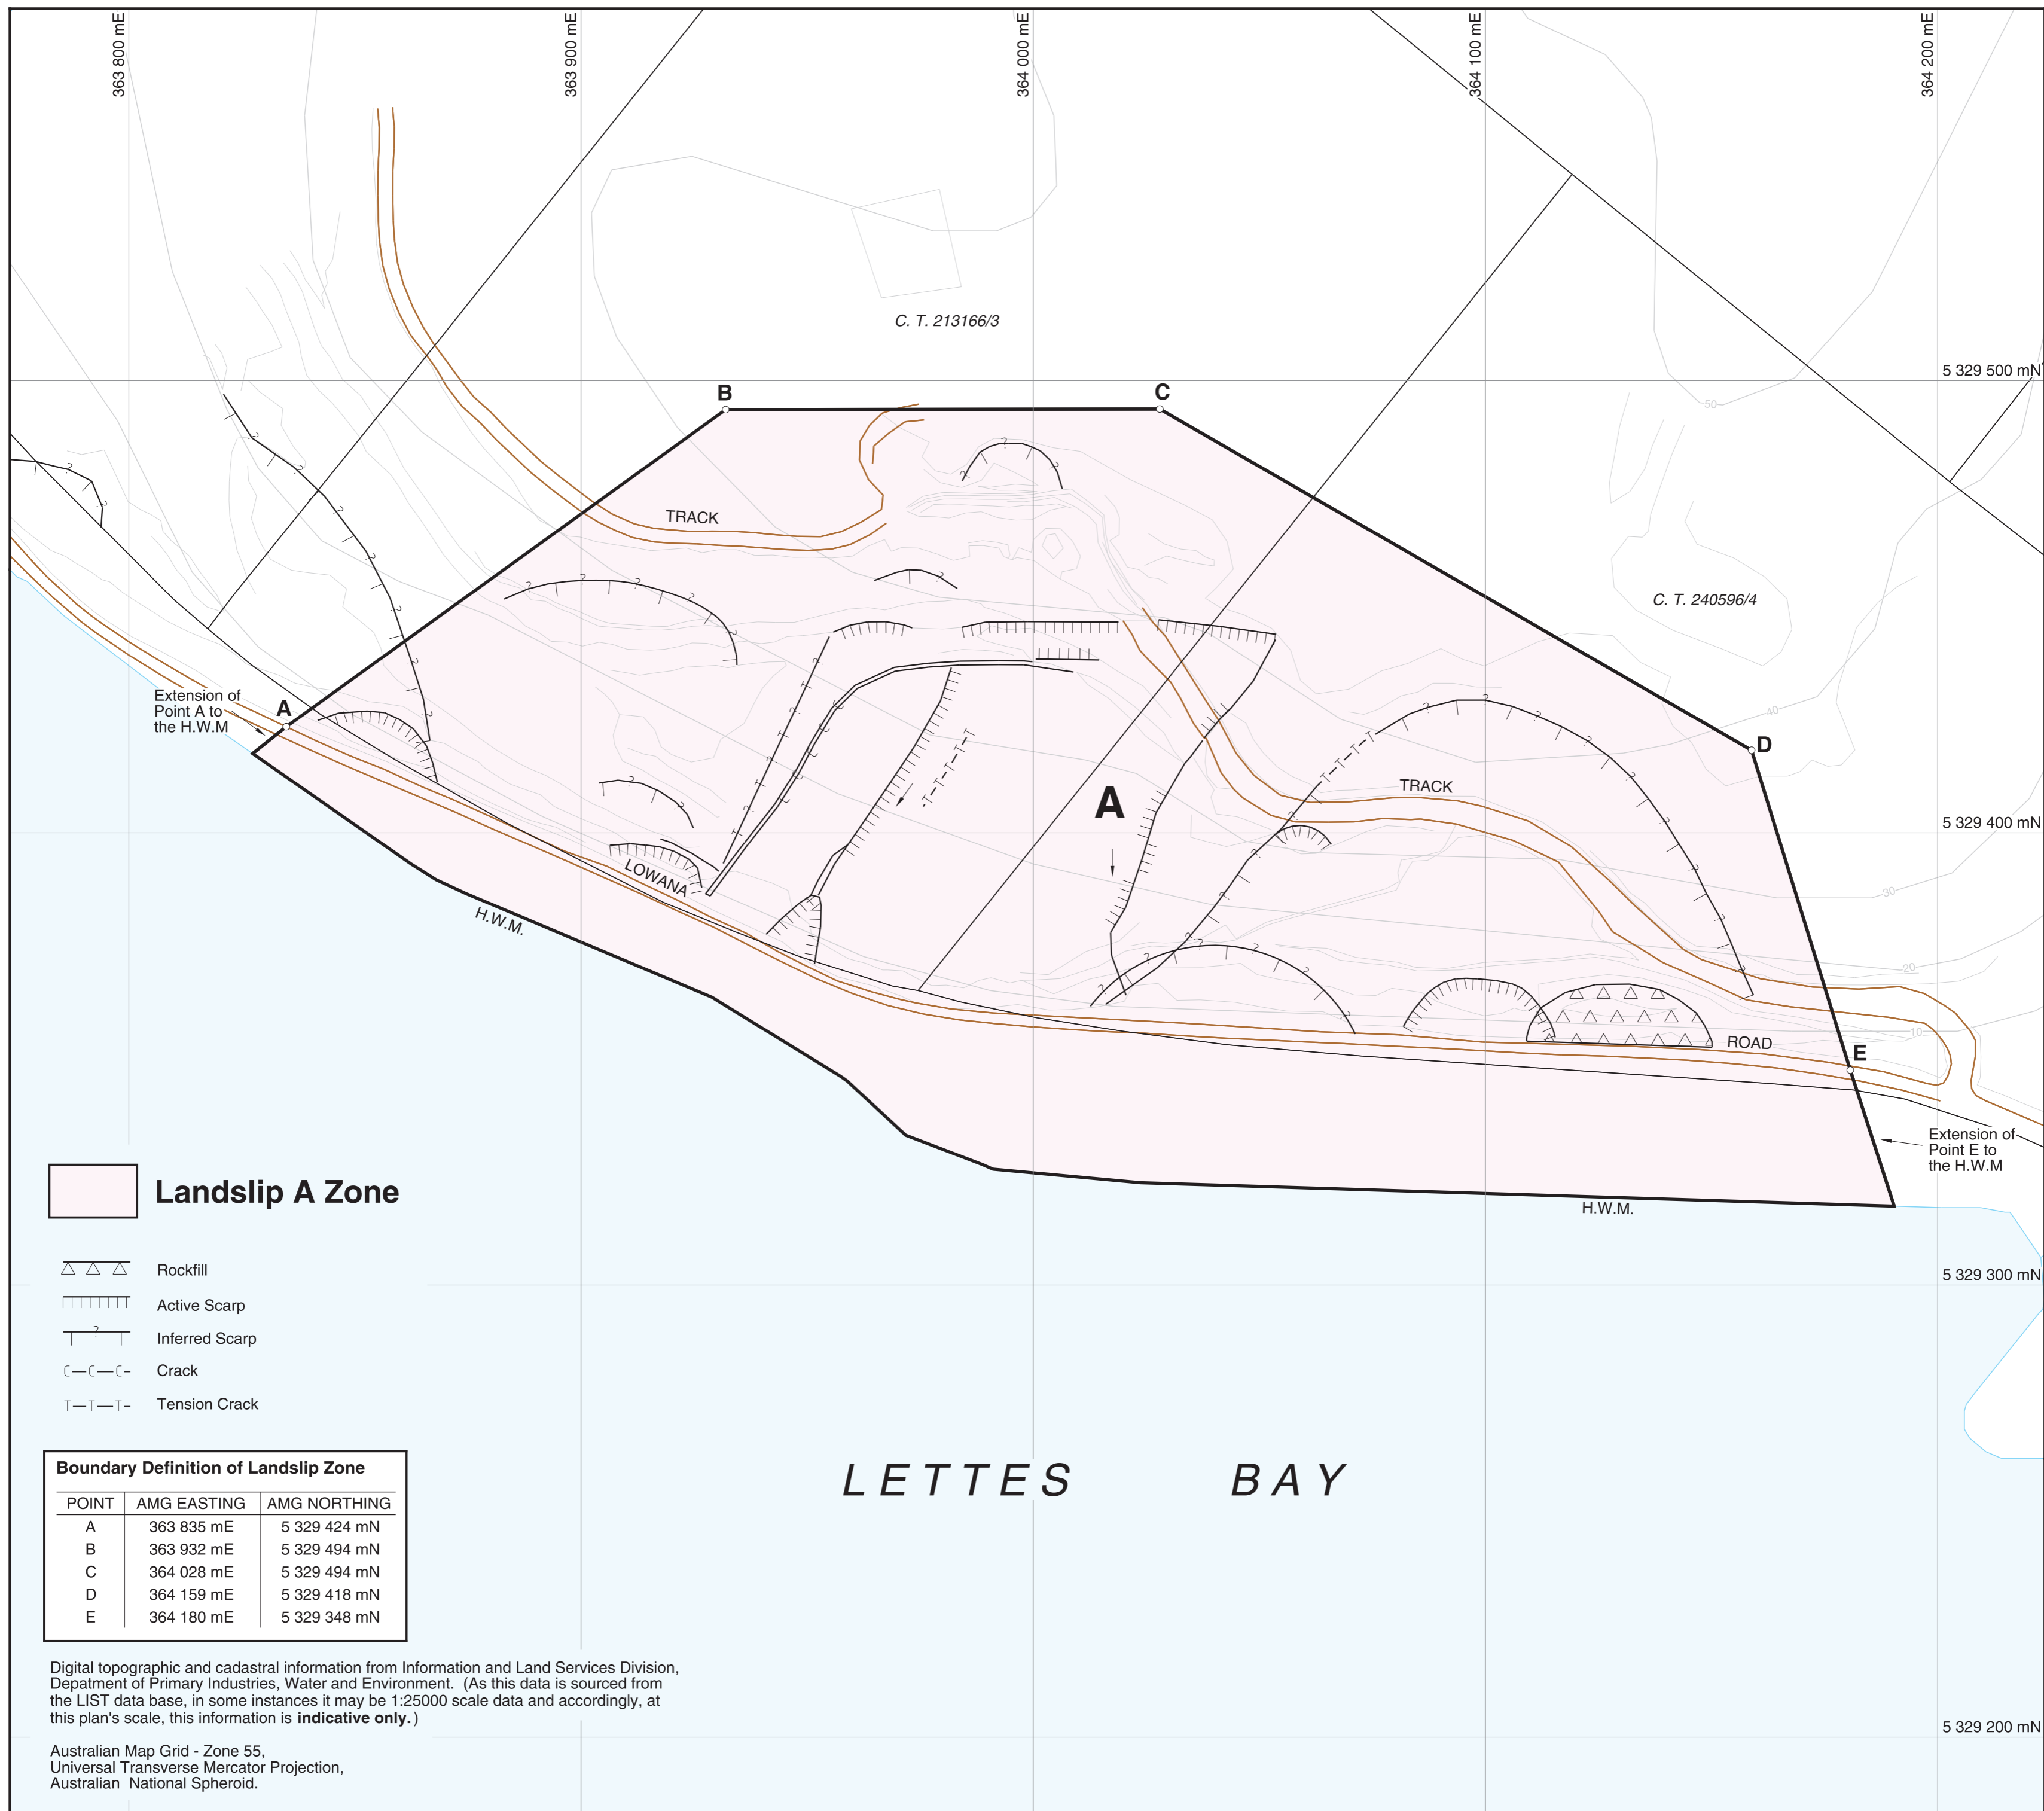 363 800 mE
363 900 mE
364 000 mE
364 100 mE
364 200 mE
C. T. 213166/3
5 329 500 mN
B
C
50
TRACK
C. T. 240596/4
Extension of
Point A to
the H.W.M
A
40
D
TRACK
A
5 329 400 mN
LOWANA
30
H.W.M.
20
10
ROAD
E
Extension of
Point E to
the H.W.M
H.W.M.
5 329 300 mN
Landslip A Zone
Rockfill
Active Scarp
? Inferred Scarp
C C C Crack
T T T Tension Crack
LETTES BAY
Boundary Definition of Landslip Zone
POINT AMG EASTING AMG NORTHING
A 363 835 mE 5 329 424 mN
B 363 932 mE 5 329 494 mN
C 364 028 mE 5 329 494 mN
D 364 159 mE 5 329 418 mN
E 364 180 mE 5 329 348 mN
Digital topographic and cadastral information from Information and Land Services Division,
Depatment of Primary Industries, Water and Environment. (As this data is sourced from
the LIST data base, in some instances it may be 1:25000 scale data and accordingly, at
this plan's scale, this information is indicative only.)
5 329 200 mN
Australian Map Grid - Zone 55,
Universal Transverse Mercator Projection,
Australian National Spheroid.